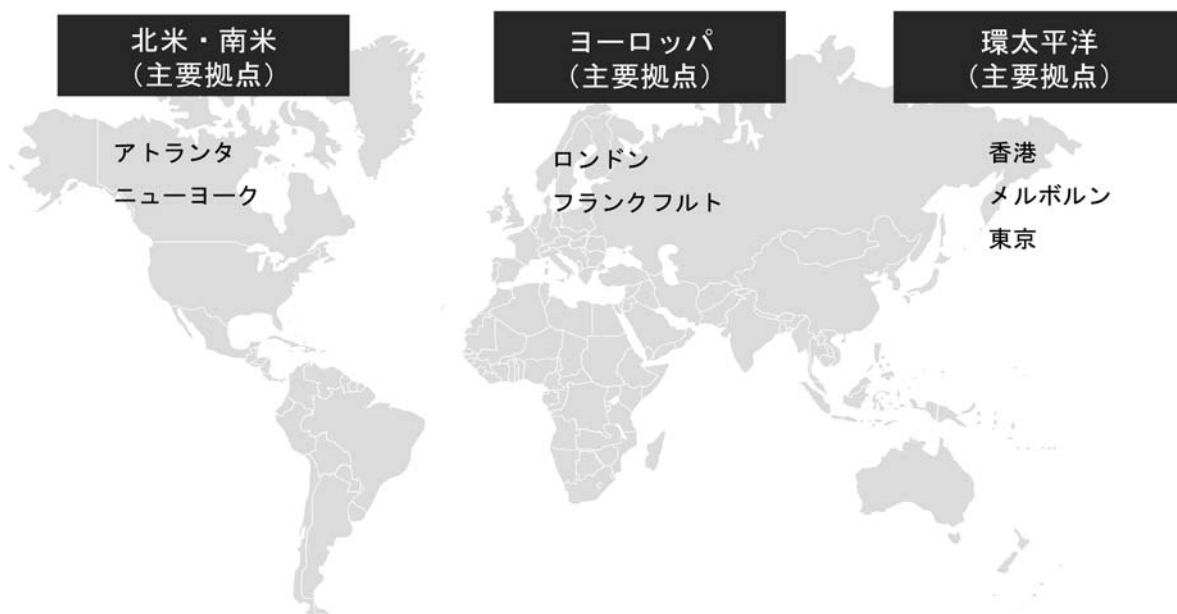 北米・南米
（主要拠点）
アトランタ
ニューヨーク
ヨーロッパ
（主要拠点）
ロンドン
フランクフルト
環太平洋
（主要拠点）
香港
メルボルン
東京